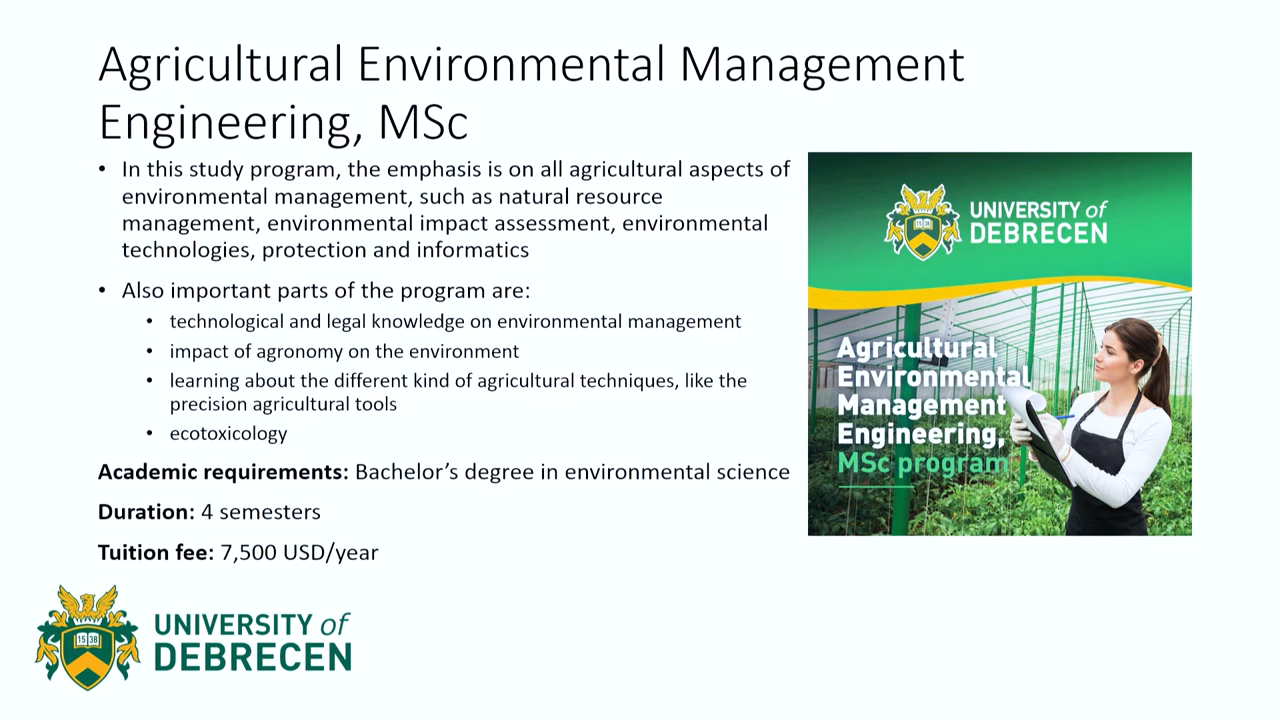 Agricultural Environmental Management
Engineering, MSc
• In this study program, the emphasis is on all agricultural aspects of
environmental management, such as natural resource
management, environmental impact assessment, environmental
technologies, protection and informatics
• Also important parts of the program are:
• technological and legal knowledge on environmental management
• impact of agronomy on the environment
• learning about the different kind of agricultural techniques, like the
precision agricultural tools
• ecotoxicology
Academic requirements: Bachelor’s degree in environmental science
Duration: 4 semesters
Tuition fee: 7,500 USD/year
UNIVERSITY of
DEBRECEN
Agricultural
Environmental
Management
Engineering,
MSc program
15 38
UNIVERSITY of
DEBRECEN